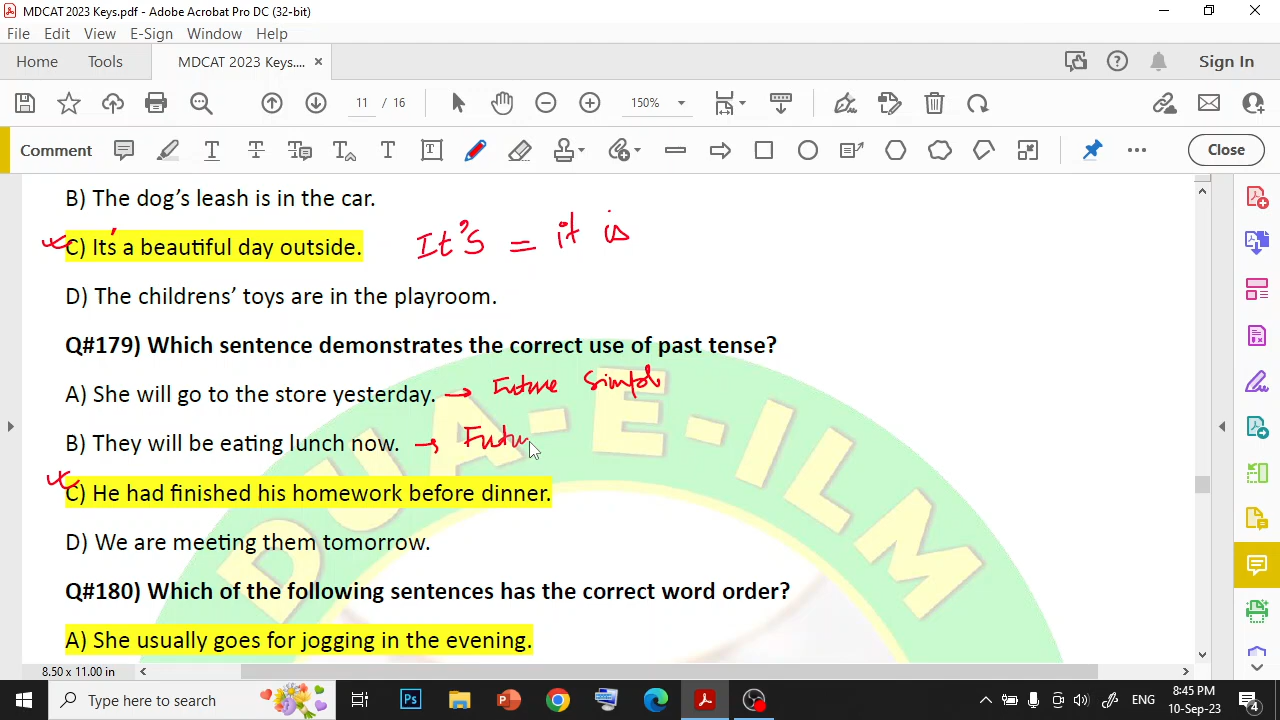 MDCAT 2023 Keys.pdf - Adobe Acrobat Pro DC (32-bit)
File Edit View E-Sign Window Help
Home Tools MDCAT 2023 Keys.... × Sign In
11 / 16 150%
Comment Close
B) The dog’s leash is in the car.
C) Its' a beautiful day outside. It's = it is
D) The childrens’ toys are in the playroom.
Q#179) Which sentence demonstrates the correct use of past tense?
A) She will go to the store yesterday. → Future Simple
B) They will be eating lunch now. → Futu
C) He had finished his homework before dinner.
D) We are meeting them tomorrow.
Q#180) Which of the following sentences has the correct word order?
A) She usually goes for jogging in the evening.
DUA-E-ILM
8.50 x 11.00 in
Type here to search
Ps
ENG
8:45 PM
10-Sep-23
4